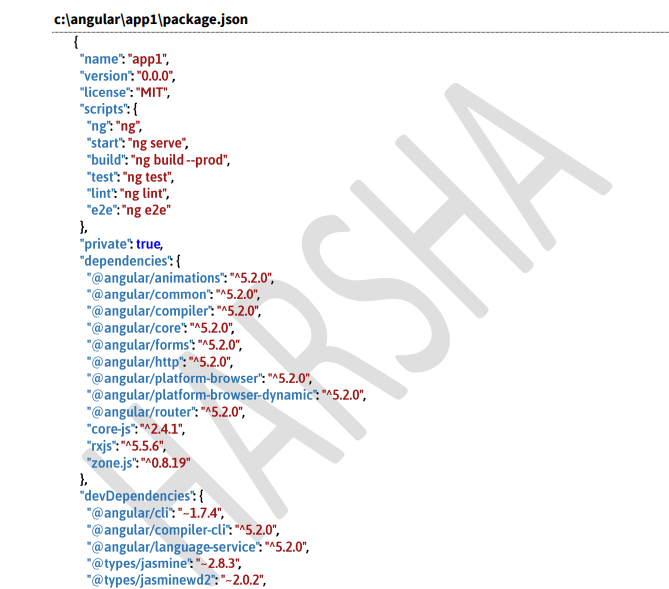 c:\angular\app1\package.json
{
"name": "app1",
"version": "0.0.0",
"license": "MIT",
"scripts": {
"ng": "ng",
"start": "ng serve",
"build": "ng build --prod",
"test": "ng test",
"lint": "ng lint",
"e2e": "ng e2e"
},
"private": true,
"dependencies": {
"@angular/animations": "^5.2.0",
"@angular/common": "^5.2.0",
"@angular/compiler": "^5.2.0",
"@angular/core": "^5.2.0",
"@angular/forms": "^5.2.0",
"@angular/http": "^5.2.0",
"@angular/platform-browser": "^5.2.0",
"@angular/platform-browser-dynamic": "^5.2.0",
"@angular/router": "^5.2.0",
"core-js": "^2.4.1",
"rxjs": "^5.5.6",
"zone.js": "^0.8.19"
},
"devDependencies": {
"@angular/cli": "~1.7.4",
"@angular/compiler-cli": "^5.2.0",
"@angular/language-service": "^5.2.0",
"@types/jasmine": "~2.8.3",
"@types/jasminewd2": "~2.0.2",
HARSHA